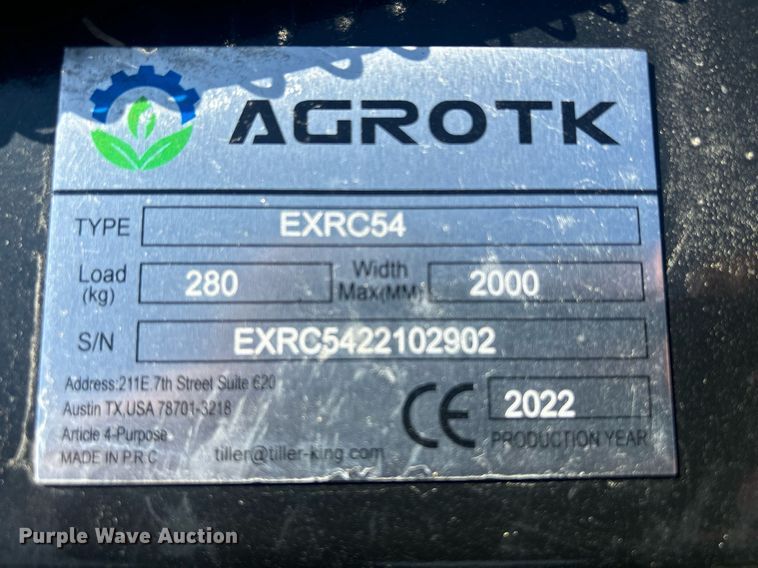 AGROTK
TYPE EXRC54
Load (kg) 280 Width Max(MM) 2000
S/N EXRC5422102902
Address:211E.7th Street Suite 620
Austin TX,USA 78701-3218
Article 4-Purpose
MADE IN P.R.C
tiller@tiller-king.com
CE 2022
PRODUCTION YEAR
Purple Wave Auction